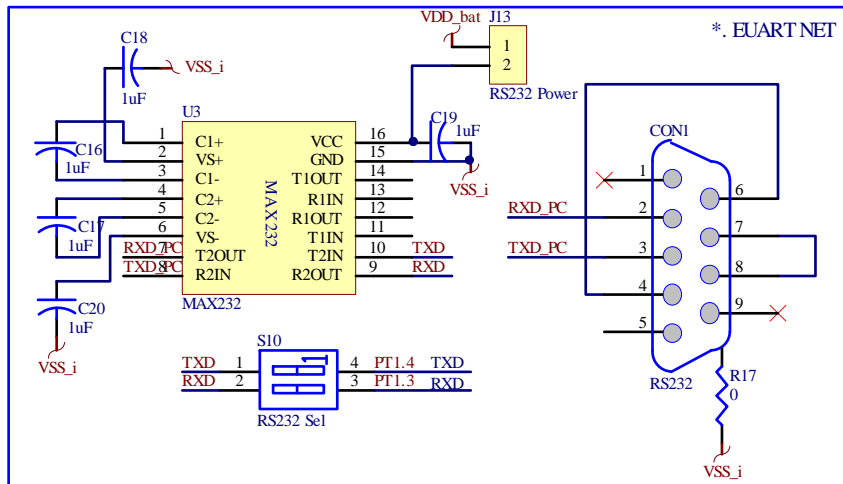 *. EUART NET
VDD_bat
J13
1
2
RS232 Power
C18
1uF
VSS_i
U3
MAX232
C16
1uF
C17
1uF
C20
1uF
VSS_i
1 C1+ VCC 16
2 VS+ GND 15
3 C1- T1OUT 14
4 C2+ R1IN 13
5 C2- R1OUT 12
6 VS- T1IN 11
RXD_PC 7 T2OUT T2IN 10 TXD
TXD_PC 8 R2IN R2OUT 9 RXD
MAX232
C19
1uF
VSS_i
S10
TXD 1 4 PT1.4 TXD
RXD 2 3 PT1.3 RXD
RS232 Sel
CON1
1
RXD_PC 2
TXD_PC 3
4
5
6
7
8
9
RS232
R17
0
VSS_i